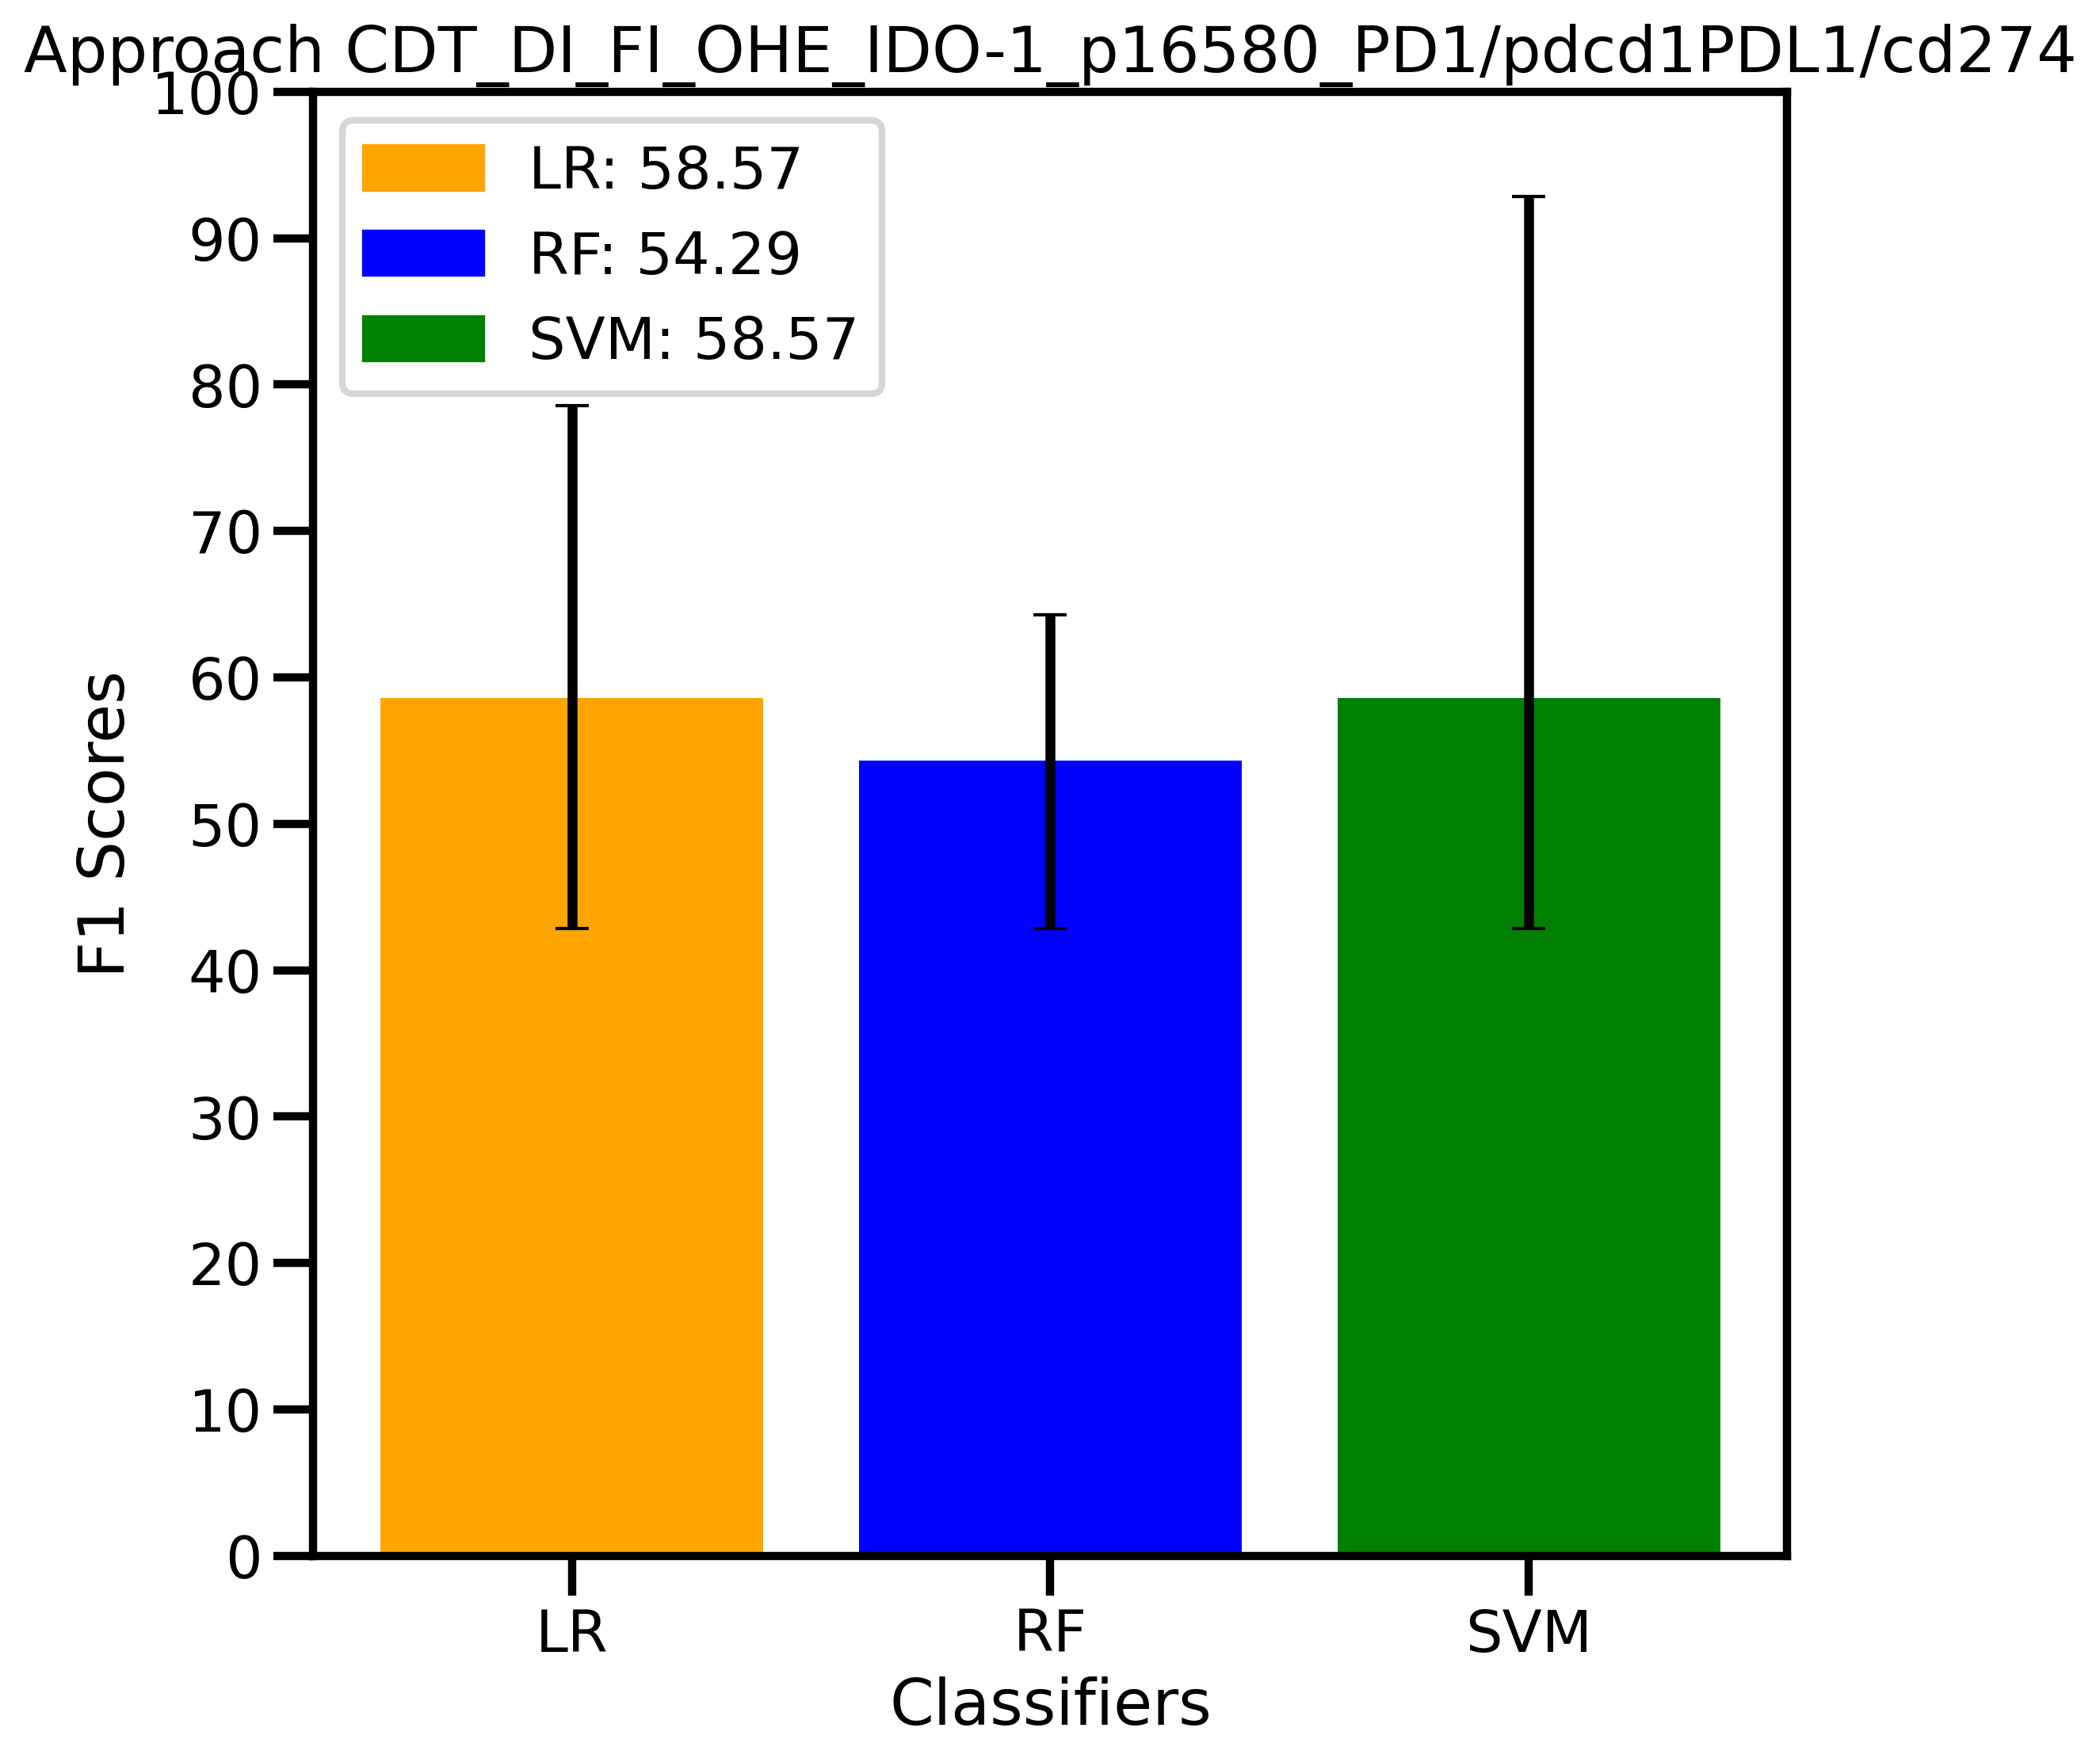 Approach CDT_DI_FI_OHE_IDO-1_p16580_PD1/pdcd1PDL1/cd274
LR: 58.57
RF: 54.29
SVM: 58.57
F1 Scores
100
90
80
70
60
50
40
30
20
10
0
LR
RF
SVM
Classifiers